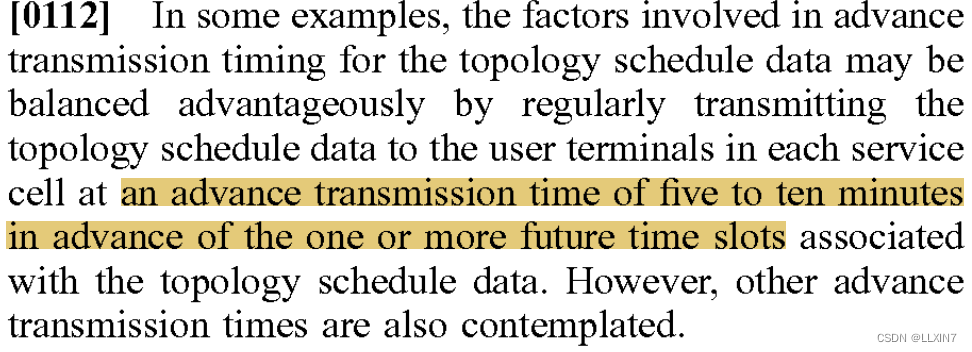 [0112] In some examples, the factors involved in advance
transmission timing for the topology schedule data may be
balanced advantageously by regularly transmitting the
topology schedule data to the user terminals in each service
cell at an advance transmission time of five to ten minutes
in advance of the one or more future time slots associated
with the topology schedule data. However, other advance
transmission times are also contemplated.
CSDN @LLXIN7